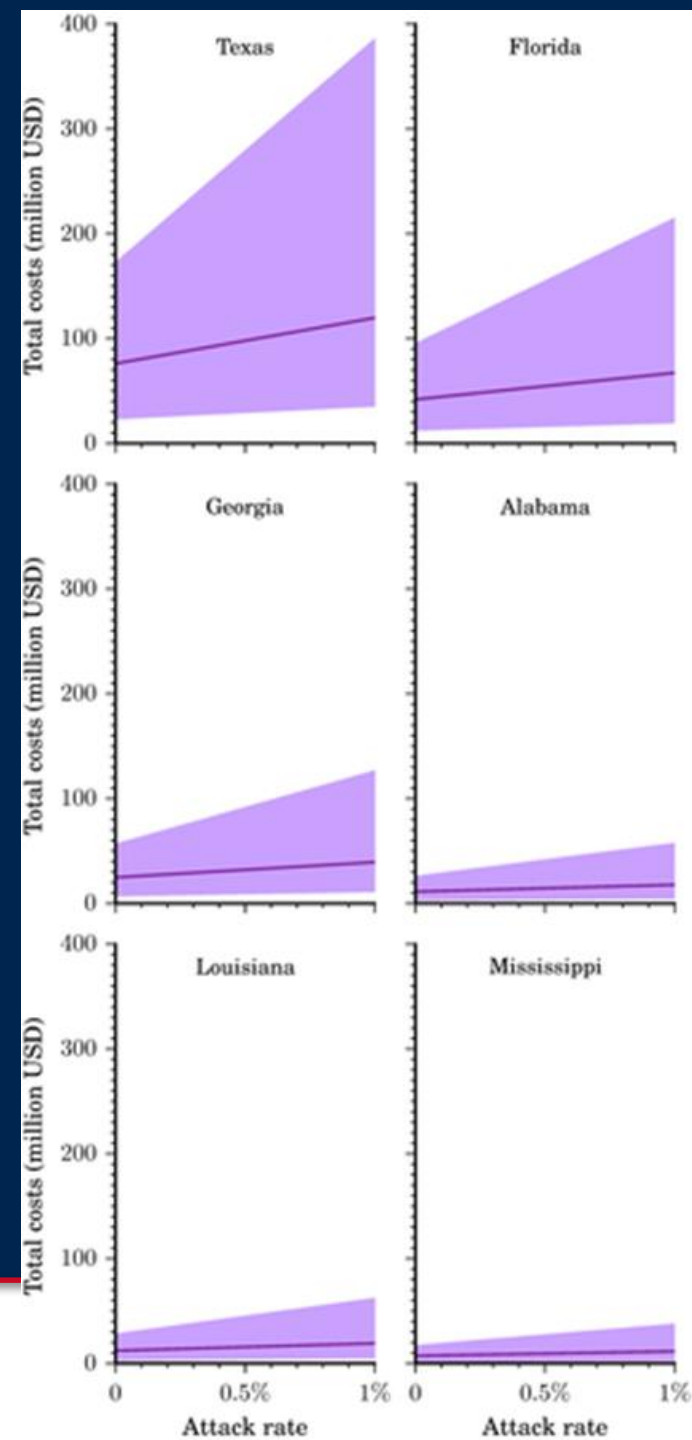 Texas
Florida
Total costs (million USD)
400
300
200
100
0
Georgia
Alabama
Total costs (million USD)
400
300
200
100
0
Louisiana
Mississippi
Total costs (million USD)
400
300
200
100
0
0 0.5% 1%
0 0.5% 1%
Attack rate
Attack rate